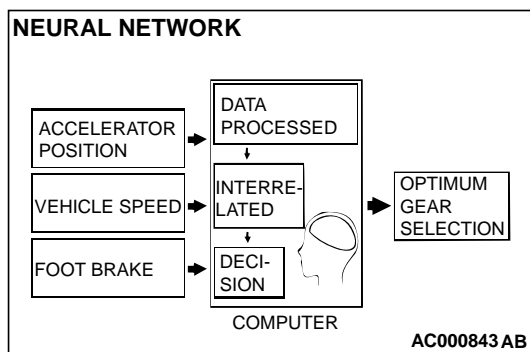 NEURAL NETWORK
ACCELERATOR
POSITION
VEHICLE SPEED
FOOT BRAKE
DATA
PROCESSED
INTERRE-
LATED
DECI-
SION
COMPUTER
OPTIMUM
GEAR
SELECTION
AC000843 AB